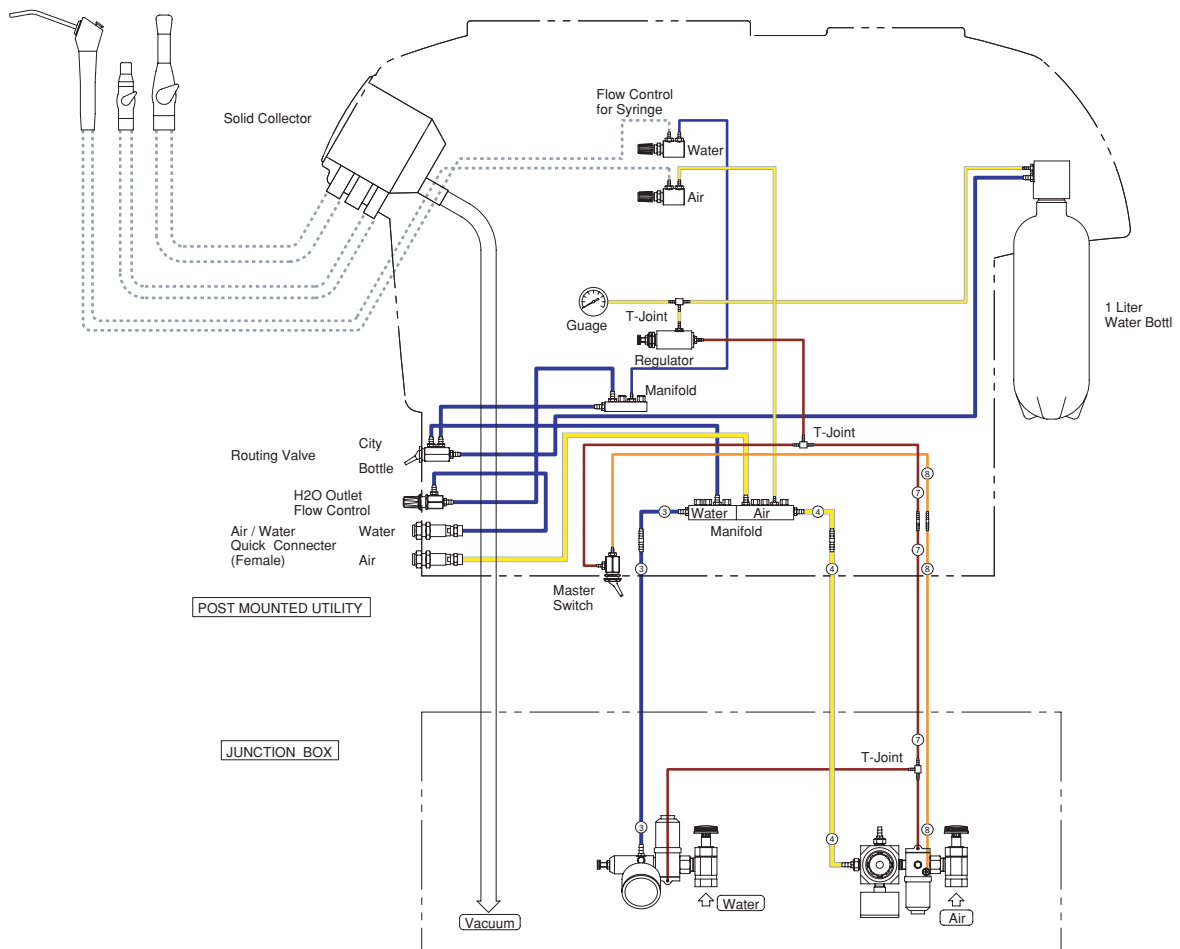 Flow Control
for Syringe
Solid Collector
Water
Air
1 Liter
Water Bottl
Guage
T-Joint
Regulator
Manifold
T-Joint
Routing Valve
City
Bottle
H2O Outlet
Flow Control
Air / Water
Quick Connecter
(Female)
Water
Air
8
7
3
Water
Air
4
Manifold
7
3
4
8
Master
Switch
POST MOUNTED UTILITY
JUNCTION BOX
7
T-Joint
3
4
8
Vacuum
Water
Air